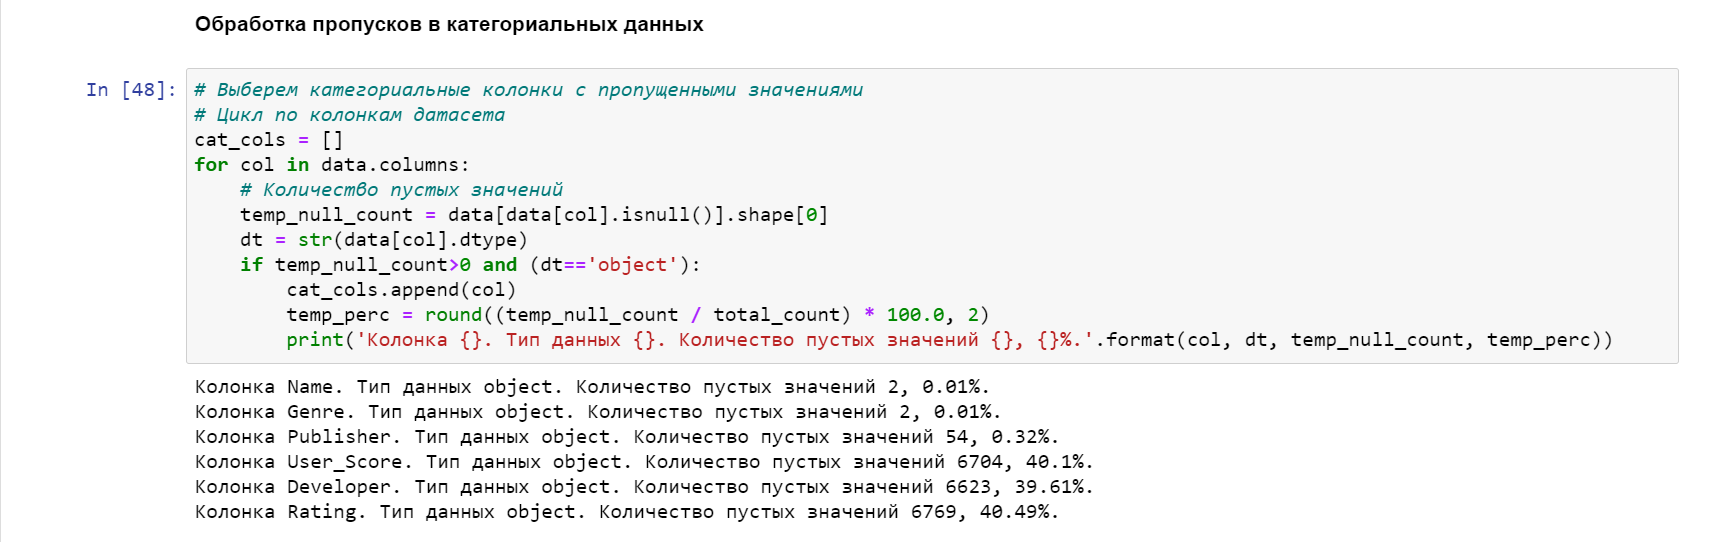 Обработка пропусков в категориальных данных
In [48]: # Выберем категориальные колонки с пропущенными значениями
# Цикл по колонкам датасета
cat_cols = []
for col in data.columns:
    # Количество пустых значений
    temp_null_count = data[data[col].isnull()].shape[0]
    dt = str(data[col].dtype)
    if temp_null_count>0 and (dt=='object'):
        cat_cols.append(col)
        temp_perc = round((temp_null_count / total_count) * 100.0, 2)
        print('Колонка {}. Тип данных {}. Количество пустых значений {}, {}%.'.format(col, dt, temp_null_count, temp_perc))
Колонка Name. Тип данных object. Количество пустых значений 2, 0.01%.
Колонка Genre. Тип данных object. Количество пустых значений 2, 0.01%.
Колонка Publisher. Тип данных object. Количество пустых значений 54, 0.32%.
Колонка User_Score. Тип данных object. Количество пустых значений 6704, 40.1%.
Колонка Developer. Тип данных object. Количество пустых значений 6623, 39.61%.
Колонка Rating. Тип данных object. Количество пустых значений 6769, 40.49%.